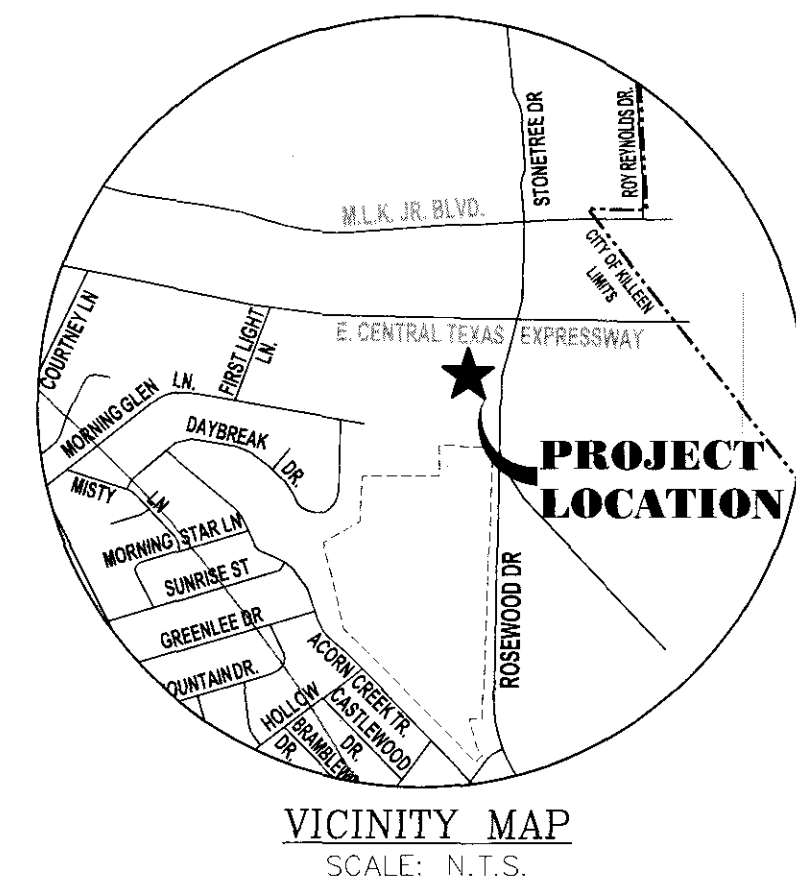 STONETREE DR
ROY REYNOLDS DR.
M.L.K. JR. BLVD.
CITY OF KILLEEN
LIMITS
COURTNEY LN
FIRST LIGHT
LN.
E. CENTRAL TEXAS EXPRESSWAY
MORNING GLEN LN.
DAYBREAK
DR.
PROJECT
LOCATION
MISTY LN
MORNING STAR LN
SUNRISE ST
GREENLEE DR
ROSEWOOD DR
ACORN CREEK TR.
OUNTAIN DR.
HOLLOW
CASTLEWOOD
DR.
DR.
VICINITY MAP
SCALE: N.T.S.